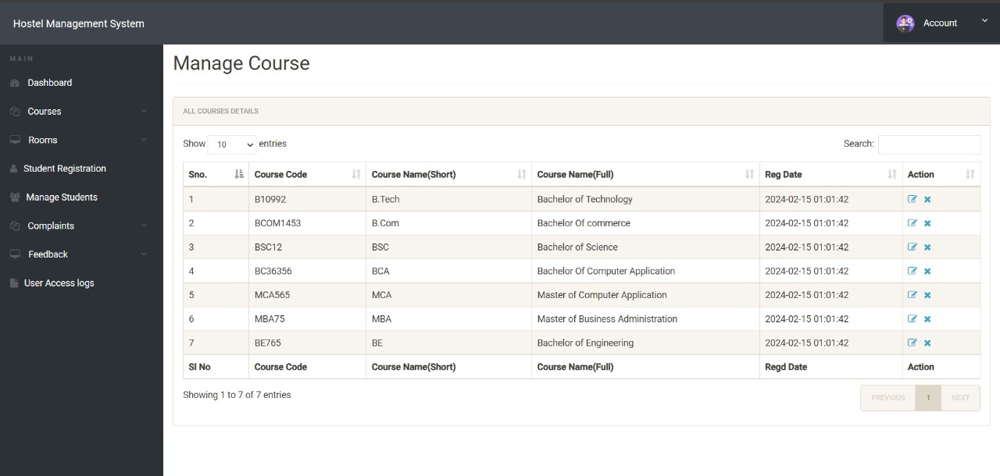 Hostel Management System
Account
MAIN
Dashboard
Courses
Rooms
Student Registration
Manage Students
Complaints
Feedback
User Access logs
Manage Course
ALL COURSES DETAILS
Show 10 entries
Search:
Sno. Course Code Course Name(Short) Course Name(Full) Reg Date Action
1 B10992 B.Tech Bachelor of Technology 2024-02-15 01:01:42
2 BCOM1453 B.Com Bachelor Of commerce 2024-02-15 01:01:42
3 BSC12 BSC Bachelor of Science 2024-02-15 01:01:42
4 BC36356 BCA Bachelor Of Computer Application 2024-02-15 01:01:42
5 MCA565 MCA Master of Computer Application 2024-02-15 01:01:42
6 MBA75 MBA Master of Business Administration 2024-02-15 01:01:42
7 BE765 BE Bachelor of Engineering 2024-02-15 01:01:42
Sl No Course Code Course Name(Short) Course Name(Full) Regd Date Action
Showing 1 to 7 of 7 entries
PREVIOUS 1 NEXT